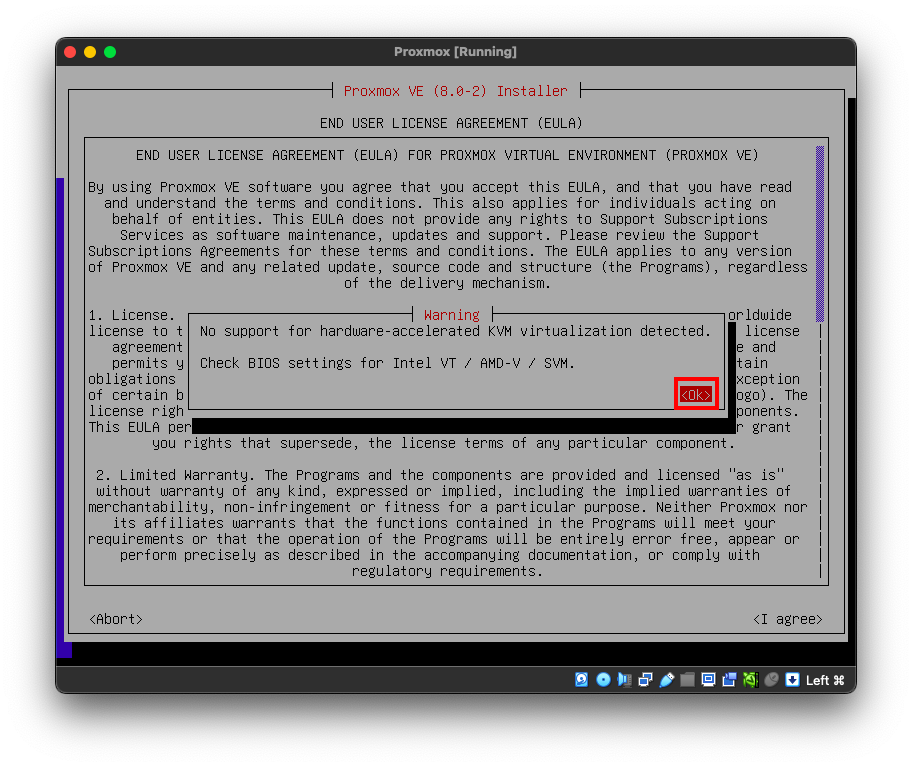 Proxmox [Running]
Proxmox VE (8.0-2) Installer
END USER LICENSE AGREEMENT (EULA)
END USER LICENSE AGREEMENT (EULA) FOR PROXMOX VIRTUAL ENVIRONMENT (PROXMOX VE)
By using Proxmox VE software you agree that you accept this EULA, and that you have read
and understand the terms and conditions. This also applies for individuals acting on
behalf of entities. This EULA does not provide any rights to Support Subscriptions
Services as software maintenance, updates and support. Please review the Support
Subscriptions Agreements for these terms and conditions. The EULA applies to any version
of Proxmox VE and any related update, source code and structure (the Programs), regardless
of the delivery mechanism.
1. License. orldwide
license to t license
agreement e and
permits y tain
obligations xception
of certain b ogo). The
license righ ponents.
This EULA per r grant
you rights that supersede, the license terms of any particular component.
Warning
No support for hardware-accelerated KVM virtualization detected.
Check BIOS settings for Intel VT / AMD-V / SVM.
<Ok>
2. Limited Warranty. The Programs and the components are provided and licensed "as is"
without warranty of any kind, expressed or implied, including the implied warranties of
merchantability, non-infringement or fitness for a particular purpose. Neither Proxmox nor
its affiliates warrants that the functions contained in the Programs will meet your
requirements or that the operation of the Programs will be entirely error free, appear or
perform precisely as described in the accompanying documentation, or comply with
regulatory requirements.
<Abort>
<I agree>
Left ⌘